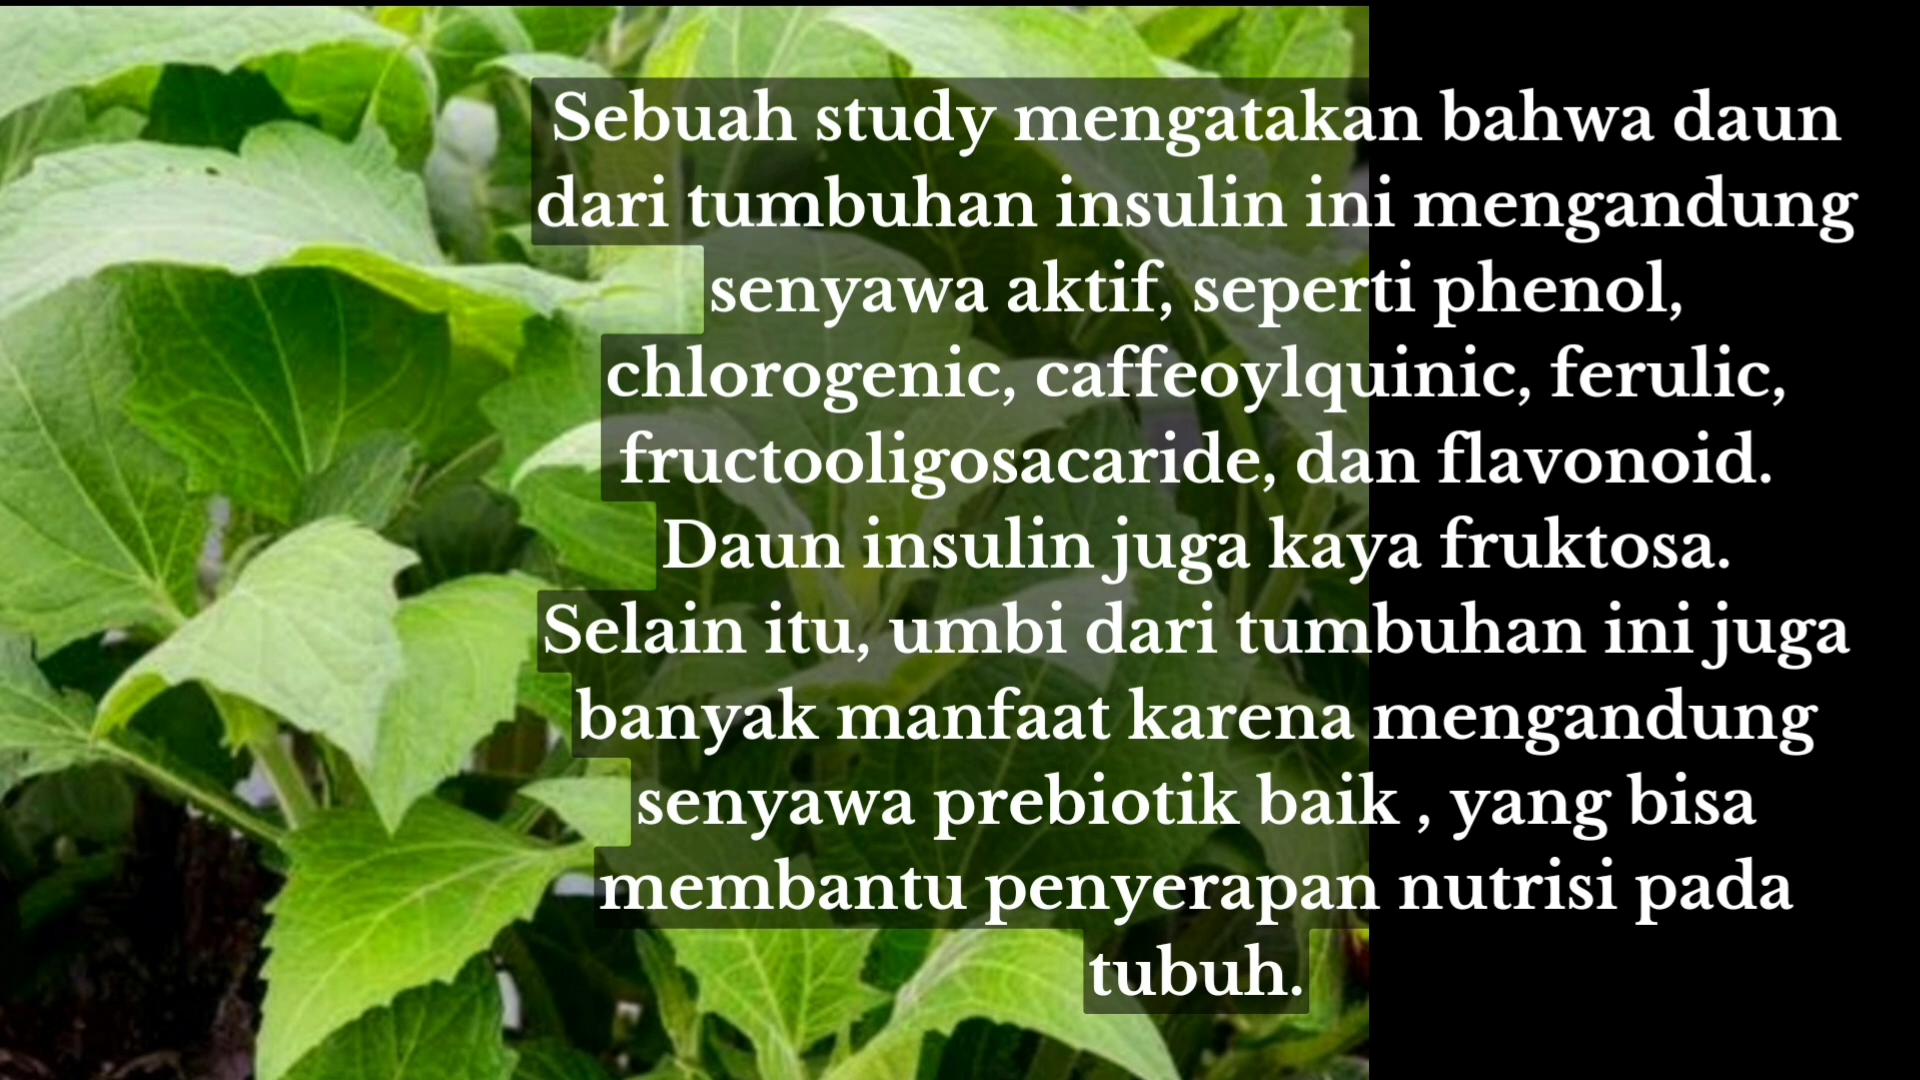 Sebuah study mengatakan bahwa daun
dari tumbuhan insulin ini mengandung
senyawa aktif, seperti phenol,
chlorogenic, caffeoylquinic, ferulic,
fructooligosacaride, dan flavonoid.
Daun insulin juga kaya fruktosa.
Selain itu, umbi dari tumbuhan ini juga
banyak manfaat karena mengandung
senyawa prebiotik baik , yang bisa
membantu penyerapan nutrisi pada
tubuh.